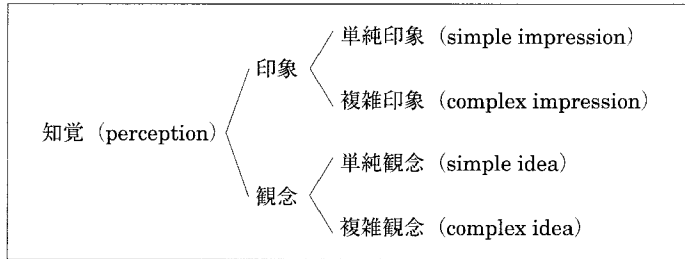 単純印象（simple impression）
印象
複雑印象（complex impression）
知覚（perception）
単純観念（simple idea）
観念
複雑観念（complex idea）